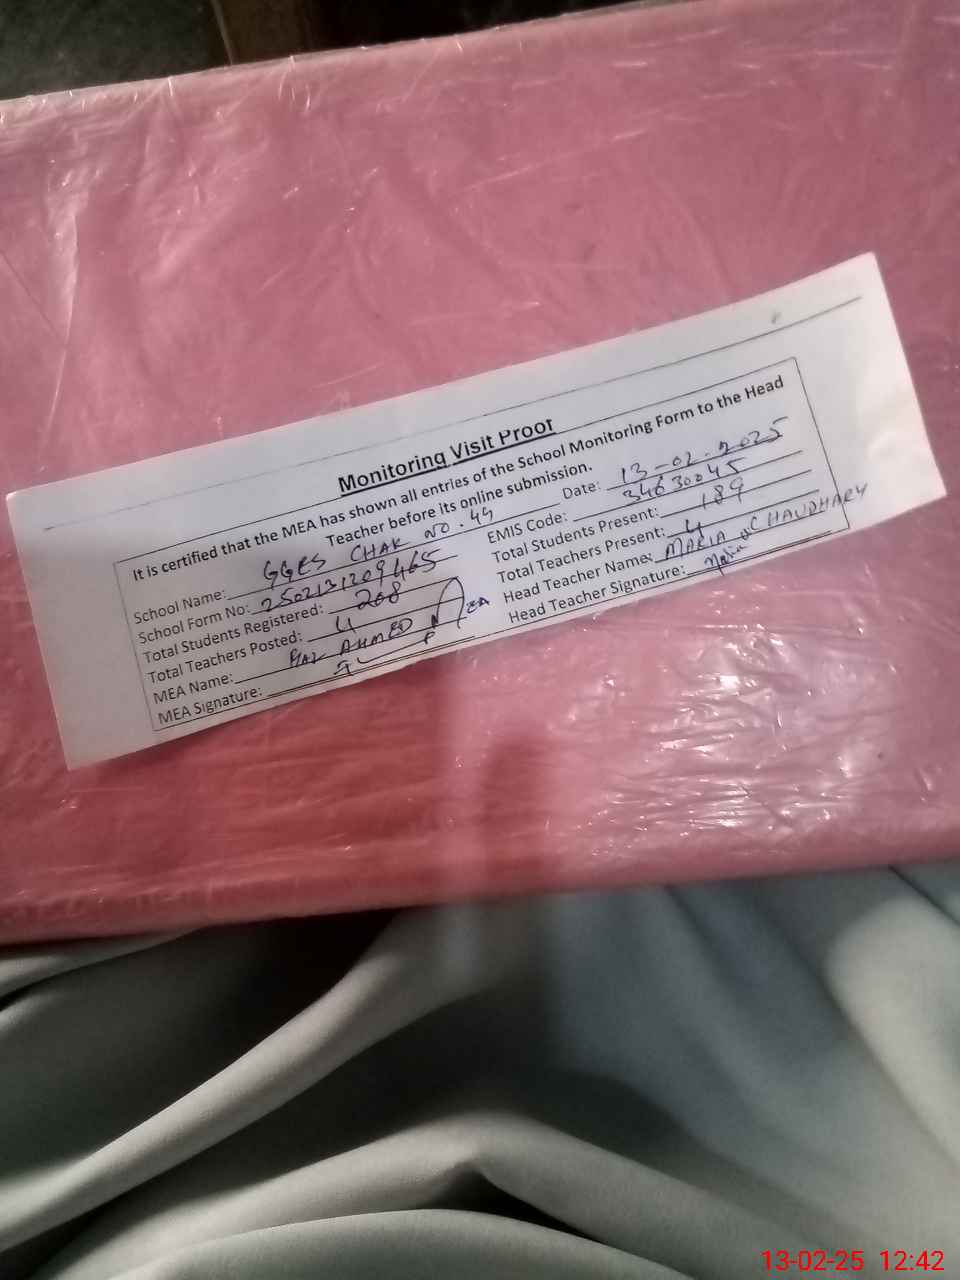 Monitoring Visit Proof
It is certified that the MEA has shown all entries of the School Monitoring Form to the Head
Teacher before its online submission.
School Name: GGES CHAK NO. 49 Date: 13-02-2025
School Form No: 2502131209465 EMIS Code: 34630045
Total Students Registered: 208 Total Students Present: 189
Total Teachers Posted: 4 Total Teachers Present: 4
MEA Name: AHMED Head Teacher Name: MARIA CHAUDHARY
MEA Signature: Head Teacher Signature: Maria
13-02-25 12:42